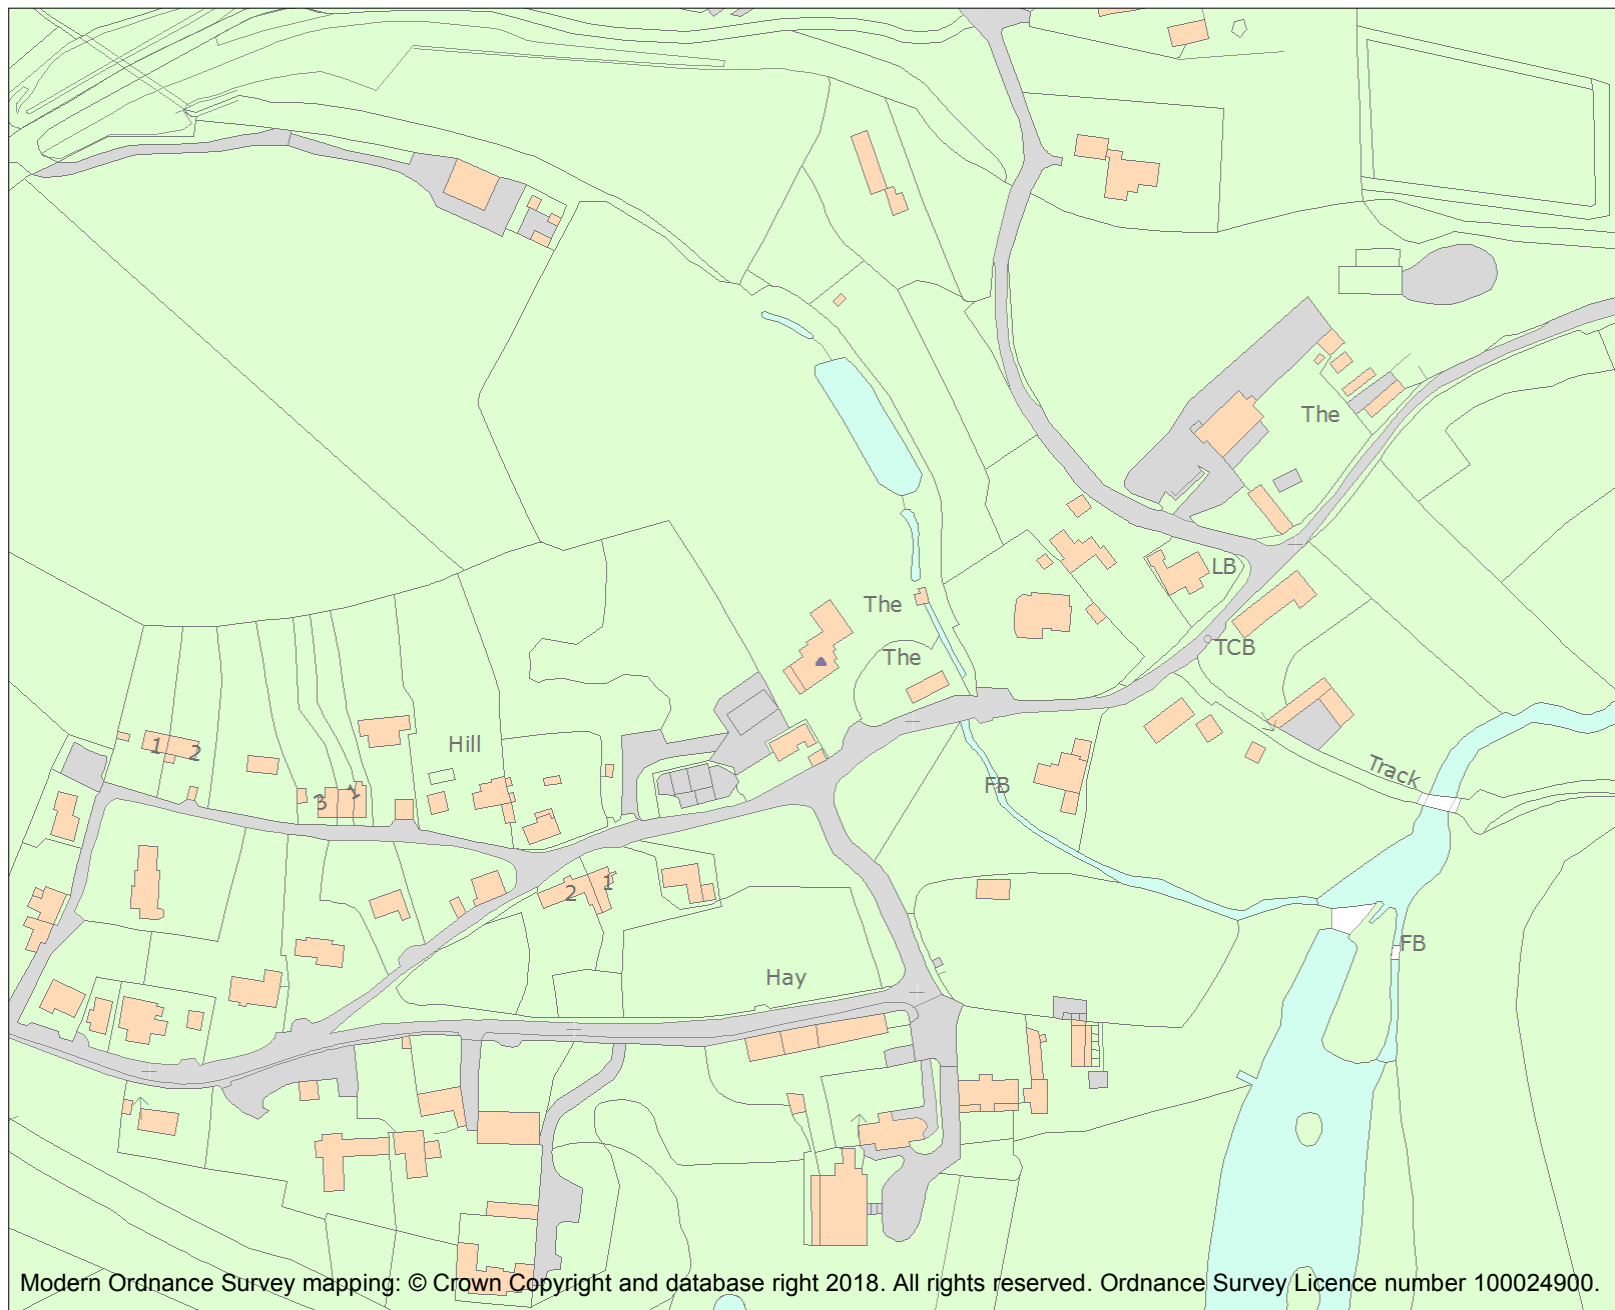 The
LB
The
TCB
The
1 2
Hill
Track
FB
3 1
2 1
FB
Hay
Modern Ordnance Survey mapping: © Crown Copyright and database right 2018. All rights reserved. Ordnance Survey Licence number 100024900.